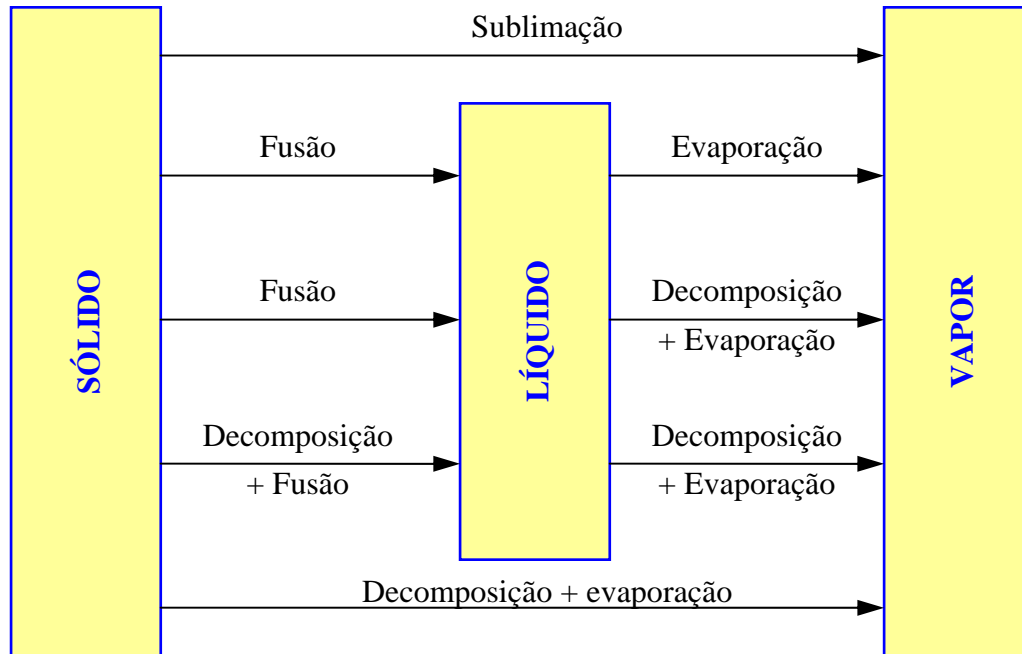 Sublimação
Fusão
Evaporação
SÓLIDO
Fusão
LÍQUIDO
Decomposição
+ Evaporação
VAPOR
Decomposição
+ Fusão
Decomposição
+ Evaporação
Decomposição + evaporação